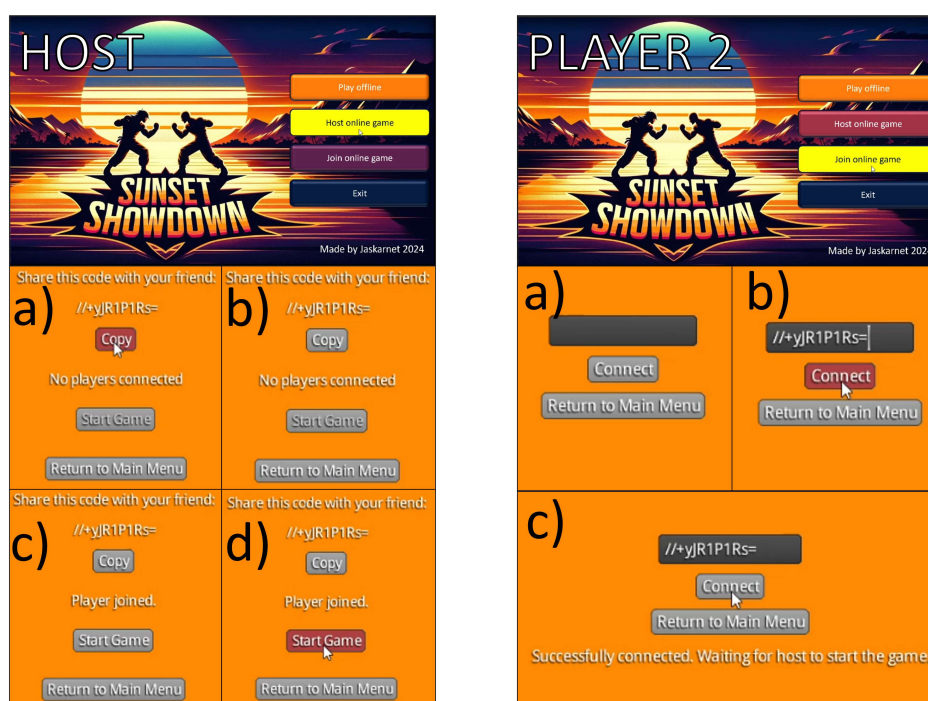 HOST
Play offline
Host online game
Join online game
Exit
SUNSET
SHOWDOWN
Made by Jaskarnet 2024
a)
Share this code with your friend:
//+yJR1P1Rs=
Copy
No players connected
Start Game
Return to Main Menu
b)
Share this code with your friend:
//+yJR1P1Rs=
Copy
No players connected
Start Game
Return to Main Menu
c)
Share this code with your friend:
//+yJR1P1Rs=
Copy
Player joined.
Start Game
Return to Main Menu
d)
Share this code with your friend:
//+yJR1P1Rs=
Copy
Player joined.
Start Game
Return to Main Menu
PLAYER 2
Play offline
Host online game
Join online game
Exit
SUNSET
SHOWDOWN
Made by Jaskarnet 202
a)
Connect
Return to Main Menu
b)
//+yJR1P1Rs=
Connect
Return to Main Menu
c)
//+yJR1P1Rs=
Connect
Return to Main Menu
Successfully connected. Waiting for host to start the game